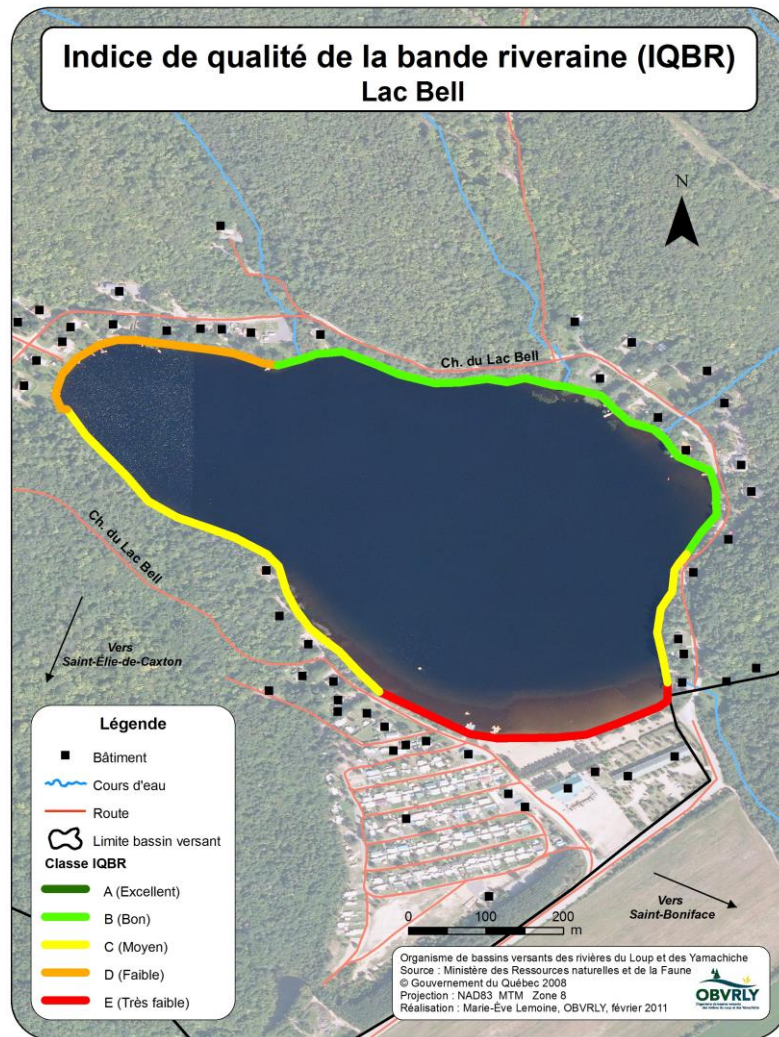 Indice de qualité de la bande riveraine (IQBR)
Lac Bell
N
Ch. du Lac Bell
Ch. du Lac Bell
Vers
Saint-Élie-de-Caxton
Légende
Bâtiment
Cours d'eau
Route
Limite bassin versant
Classe IQBR
A (Excellent)
B (Bon)
C (Moyen)
D (Faible)
E (Très faible)
Vers
Saint-Boniface
0 100 200
m
Organisme de bassins versants des rivières du Loup et des Yamachiche
Source : Ministère des Ressources naturelles et de la Faune
© Gouvernement du Québec 2008
Projection : NAD83 MTM Zone 8
Réalisation : Marie-Ève Lemoine, OBVRLY, février 2011
OBVRLY